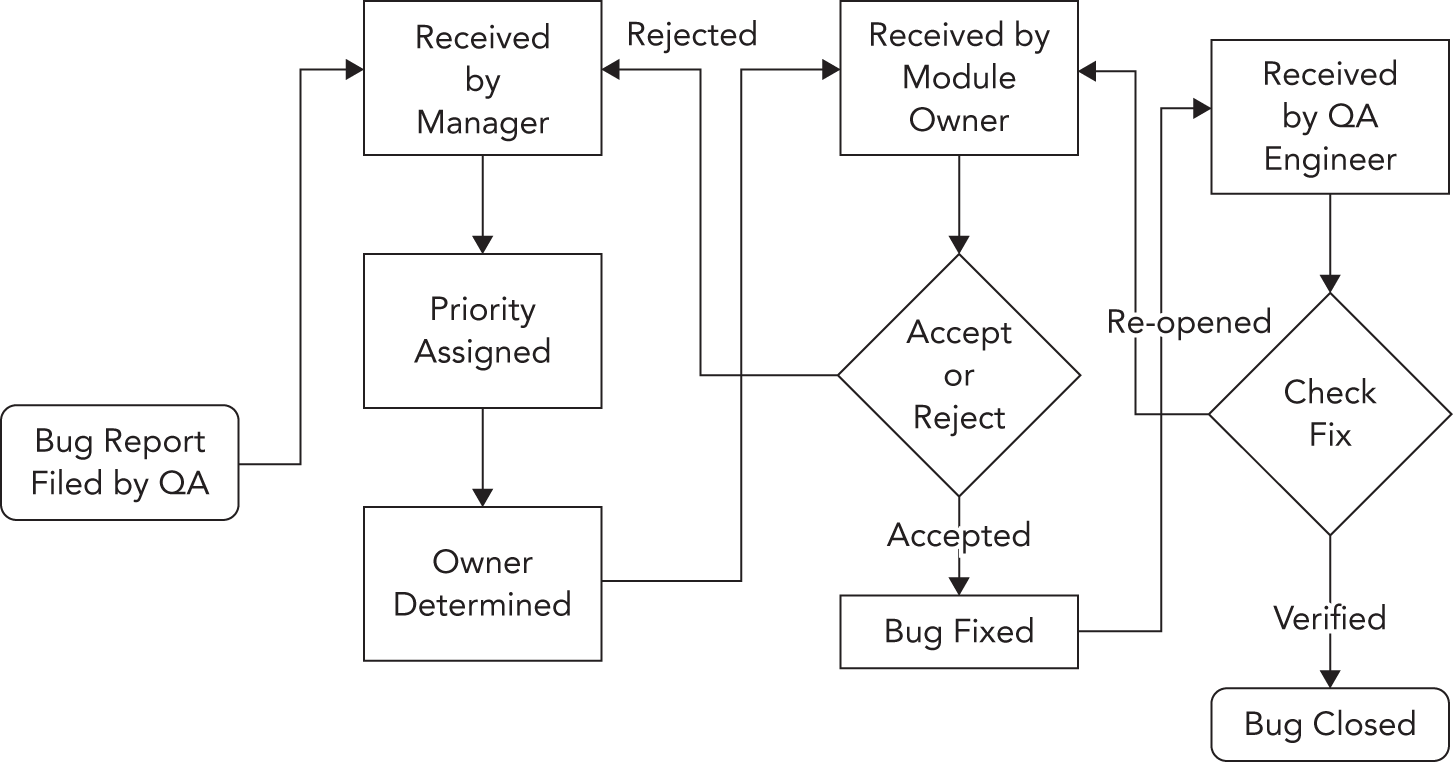 Received
by
Manager
Rejected
Received by
Module
Owner
Received
by QA
Engineer
Priority
Assigned
Accept
or
Reject
Re-opened
Check
Fix
Bug Report
Filed by QA
Owner
Determined
Accepted
Bug Fixed
Verified
Bug Closed